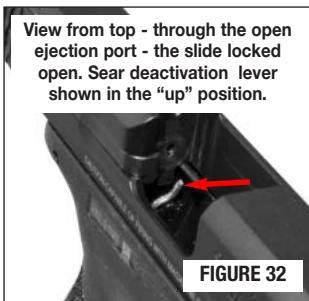 View from top - through the open
ejection port - the slide locked
open. Sear deactivation lever
shown in the “up” position.
FIGURE 32